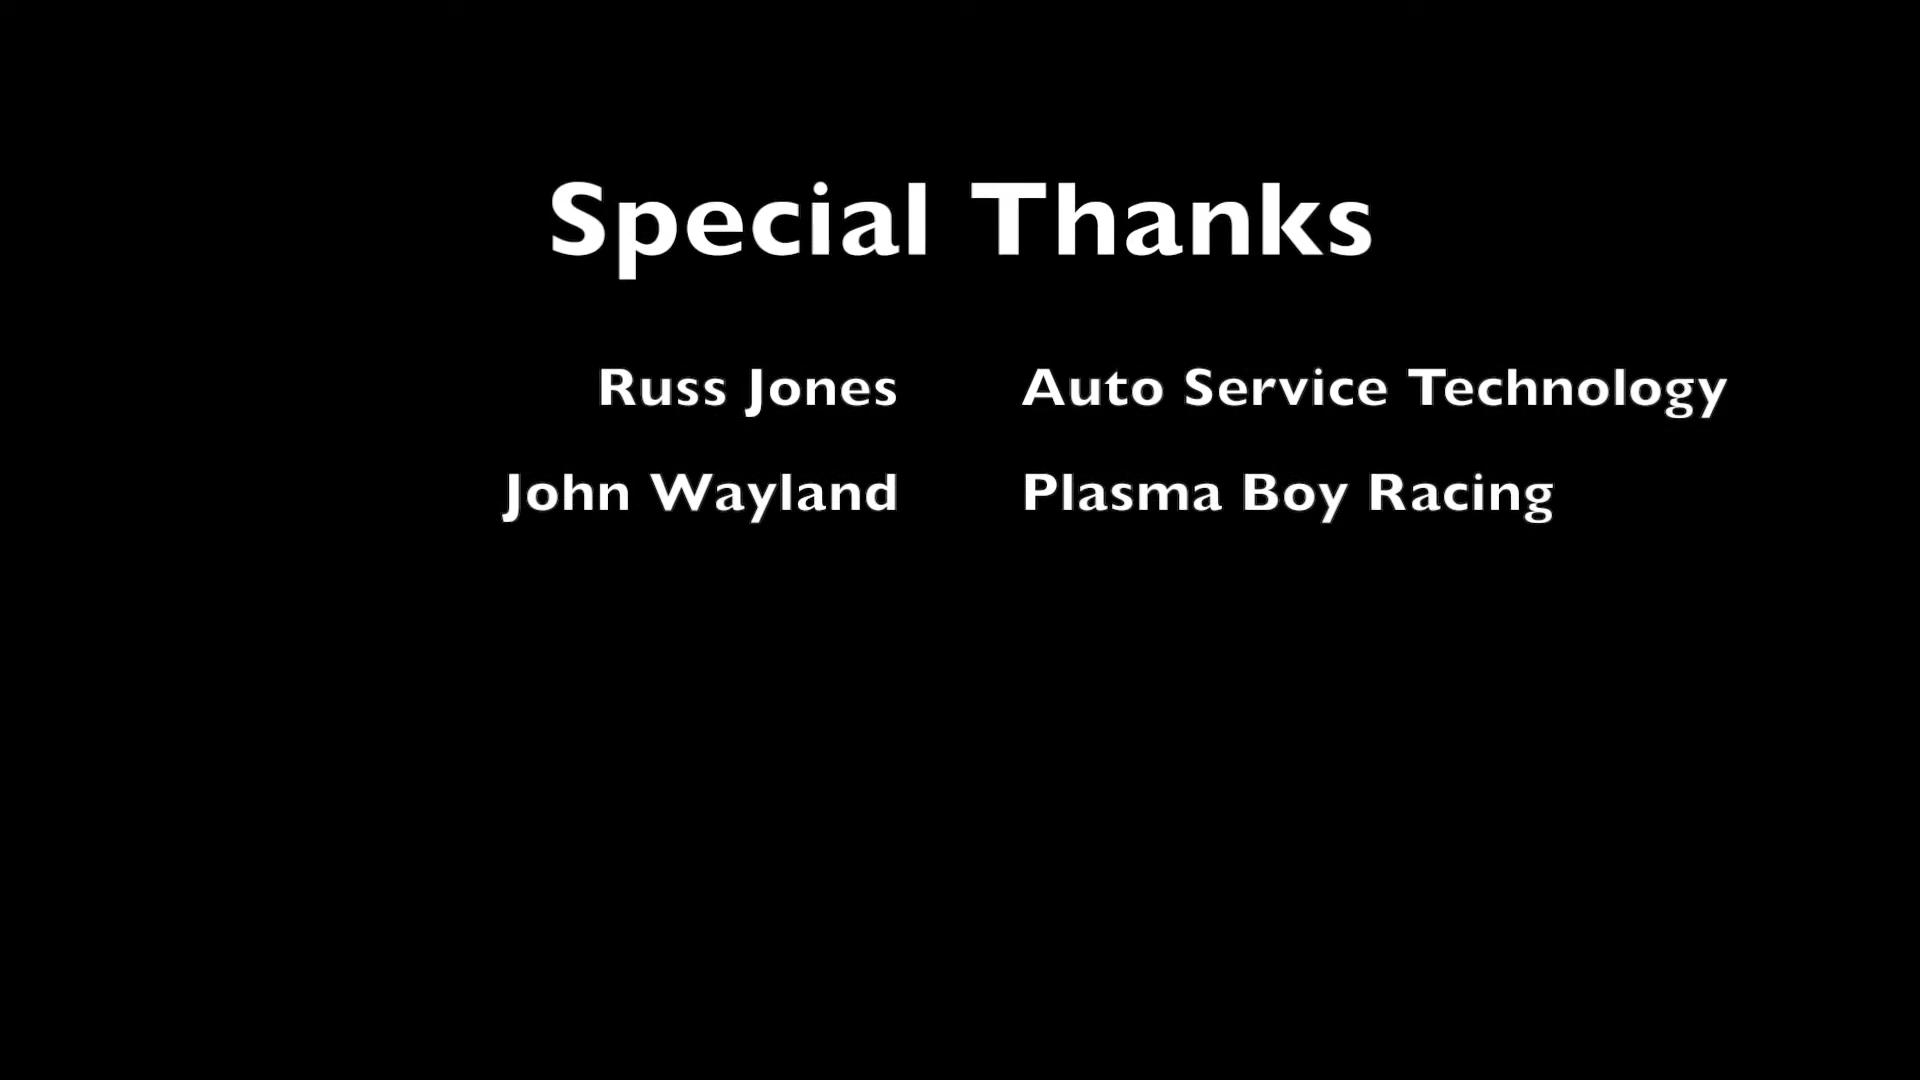 Special Thanks
Russ Jones Auto Service Technology
John Wayland Plasma Boy Racing